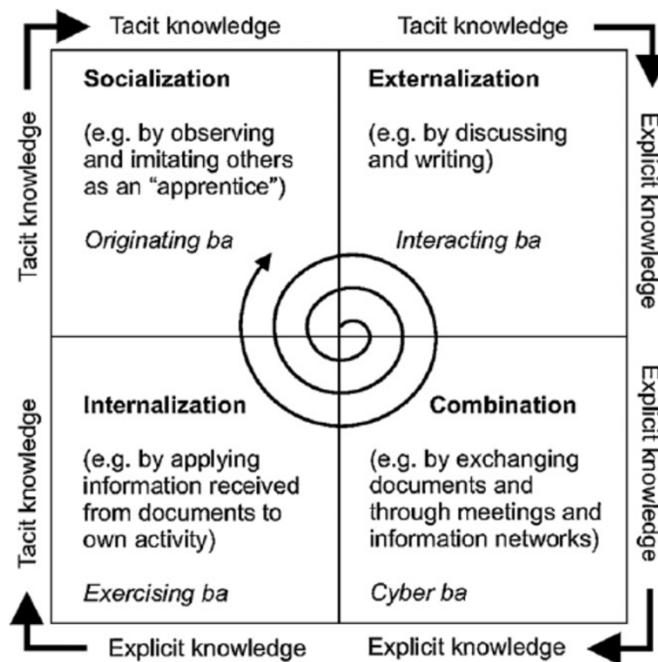 Tacit knowledge
Tacit knowledge
Tacit knowledge
Socialization
(e.g. by observing
and imitating others
as an “apprentice”)
Originating ba
Externalization
(e.g. by discussing
and writing)
Interacting ba
Explicit knowledge
Tacit knowledge
Internalization
(e.g. by applying
information received
from documents to
own activity)
Exercising ba
Combination
(e.g. by exchanging
documents and
through meetings and
information networks)
Cyber ba
Explicit knowledge
Explicit knowledge
Explicit knowledge